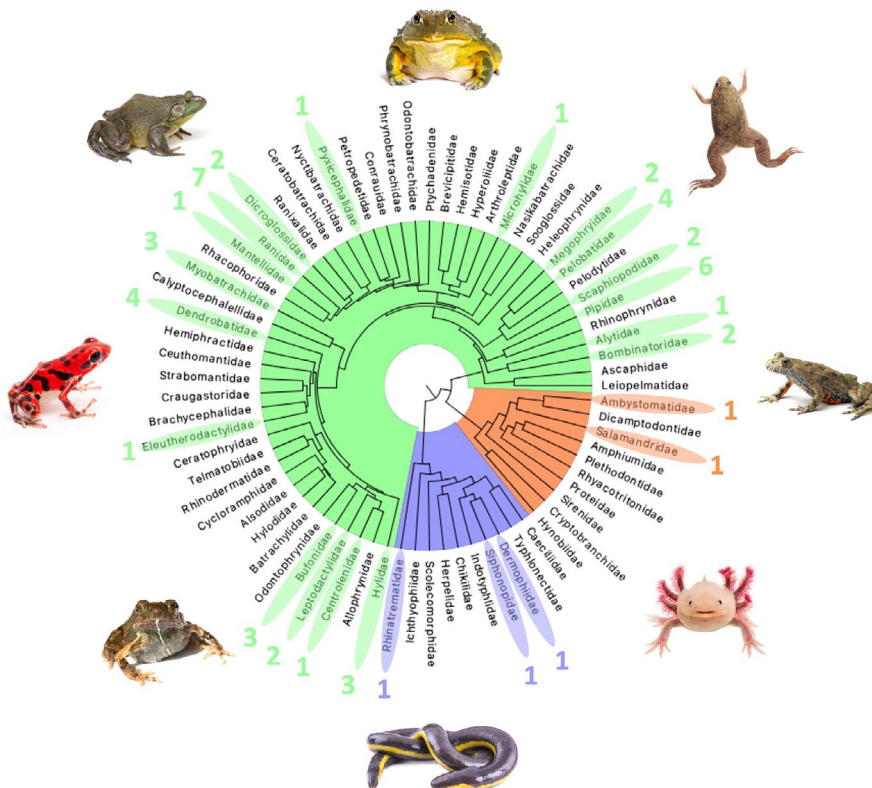 Odontobatrachidae
Ptychadenidae
Brevicipitidae
Hemisotidae
Hyperoliidae
Arthroleptidae
Microhylidae
1
Nasikabatrachidae
Sooglossidae
Heleophrynidae
Megophryidae
2
Pelobatidae
4
Pelodytidae
Scaphiopodidae
2
Pipidae
6
Rhinophrynidae
Alytidae
1
Bombinatoridae
2
Ascaphidae
Leiopelmatidae
Ambystomatidae
1
Dicamptodontidae
Salamandridae
1
Amphiumidae
Plethodontidae
Rhyacotritonidae
Proteidae
Sirenidae
Cryptobranchidae
Hynobiidae
Caeciliidae
Typhlonectidae
Dermophiidae
1
Siphonopidae
1
Indotyphlidae
Chikilidae
Herpelidae
Scolecomorphidae
Ichthyophiidae
Rhinatrematidae
1
Hylidae
3
Allophrynidae
Centrolenidae
1
Leptodactylidae
2
Bufonidae
3
Odontophrynidae
Batrachylidae
Hylodidae
Alsodidae
Cycloramphidae
Rhinodermatidae
Telmatobiidae
Ceratophryidae
Eleutherodactylidae
1
Brachycephalidae
Craugastoridae
Strabomantidae
Ceuthomantidae
Hemiphractidae
Dendrobatidae
4
Calyptocephalellidae
Myobatrachidae
3
Rhacophoridae
Mantellidae
1
Ranidae
7
Dicroglossidae
2
Ranixalidae
Ceratobatrachidae
Nyctibatrachidae
Pyxicephalidae
1
Petropedetidae
Conrauidae
Phrynobatrachidae